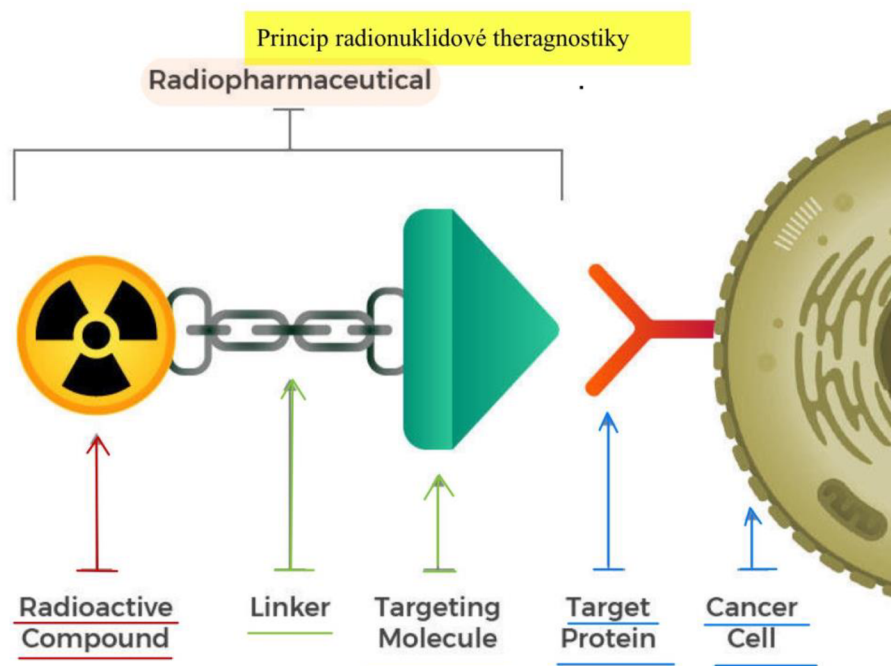 Princip radionuklidové theragnostiky
Radiopharmaceutical
.
Radioactive
Compound
Linker
Targeting
Molecule
Target
Protein
Cancer
Cell